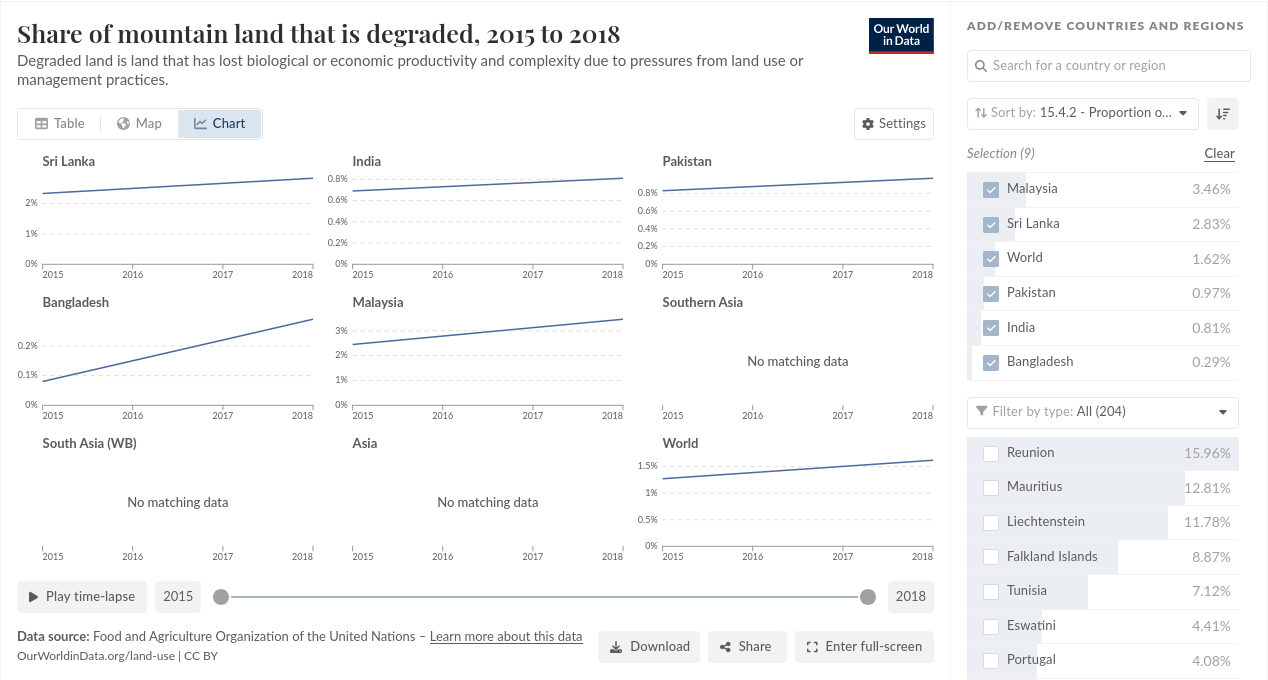 Share of mountain land that is degraded, 2015 to 2018
Degraded land is land that has lost biological or economic productivity and complexity due to pressures from land use or
management practices.
Our World
in Data
Table
Map
Chart
Settings
Sri Lanka
2%
1%
0%
2015
2016
2017
2018
India
0.8%
0.6%
0.4%
0.2%
0%
2015
2016
2017
2018
Pakistan
0.8%
0.6%
0.4%
0.2%
0%
2015
2016
2017
2018
Bangladesh
0.2%
0.1%
0%
2015
2016
2017
2018
Malaysia
3%
2%
1%
0%
2015
2016
2017
2018
Southern Asia
No matching data
2015
2016
2017
2018
South Asia (WB)
No matching data
2015
2016
2017
2018
Asia
No matching data
2015
2016
2017
2018
World
1.5%
1%
0.5%
0%
2015
2016
2017
2018
Play time-lapse
2015
2018
Data source: Food and Agriculture Organization of the United Nations – Learn more about this data
OurWorldinData.org/land-use | CC BY
Download
Share
Enter full-screen
ADD/REMOVE COUNTRIES AND REGIONS
Search for a country or region
Sort by: 15.4.2 - Proportion o...
Selection (9)
Clear
Malaysia 3.46%
Sri Lanka 2.83%
World 1.62%
Pakistan 0.97%
India 0.81%
Bangladesh 0.29%
Filter by type: All (204)
Reunion 15.96%
Mauritius 12.81%
Liechtenstein 11.78%
Falkland Islands 8.87%
Tunisia 7.12%
Eswatini 4.41%
Portugal 4.08%